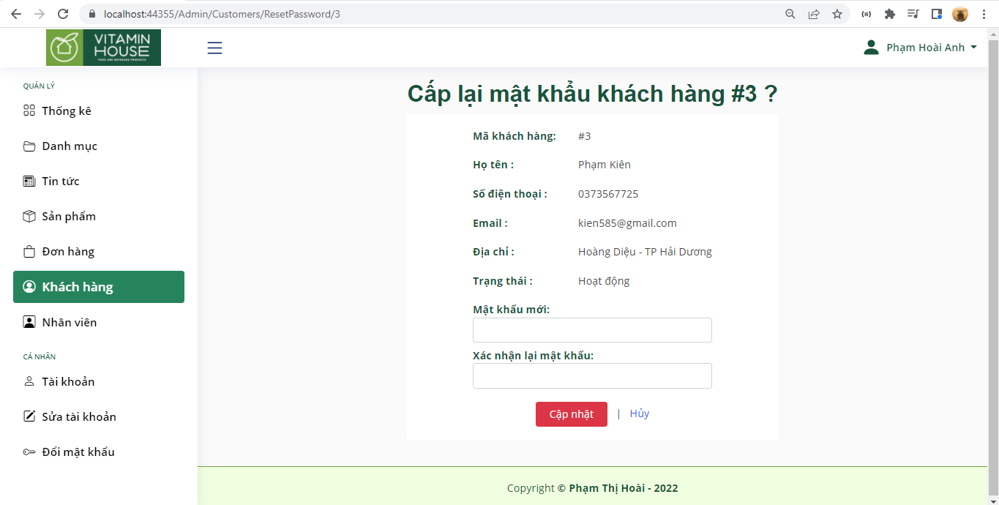 localhost:44355/Admin/Customers/ResetPassword/3
VITAMIN
HOUSE
FOOD AND BEVERAGE PRODUCTS
Phạm Hoài Anh
QUẢN LÝ
Thống kê
Danh mục
Tin tức
Sản phẩm
Đơn hàng
Khách hàng
Nhân viên
CÁ NHÂN
Tài khoản
Sửa tài khoản
Đổi mật khẩu
Cấp lại mật khẩu khách hàng #3 ?
Mã khách hàng: #3
Họ tên : Phạm Kiên
Số điện thoại : 0373567725
Email : kien585@gmail.com
Địa chỉ : Hoàng Diệu - TP Hải Dương
Trạng thái : Hoạt động
Mật khẩu mới:
Xác nhận lại mật khẩu:
Cập nhật | Hủy
Copyright © Phạm Thị Hoài - 2022